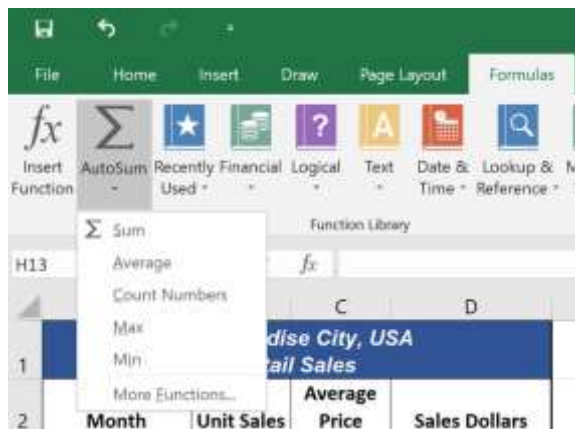 File Home Insert Draw Page Layout Formulas
fx Σ ? A
Insert AutoSum Recently Financial Logical Text Date & Lookup & M
Function Used Time Reference
Function Library
Σ Sum
H13 Average fx
Count Numbers
C D
Max
dise City, USA
1 Min ail Sales
More Functions...
Average
2 Month Unit Sales Price Sales Dollars